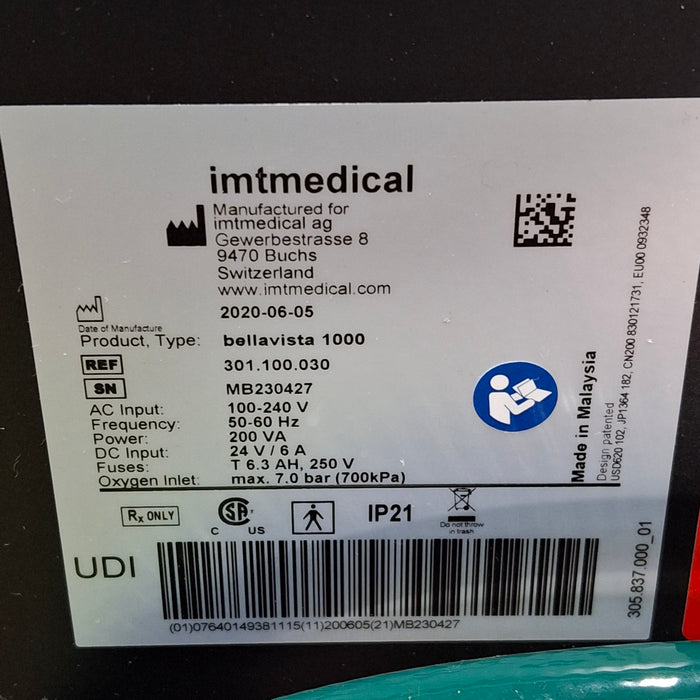 imtmedical
Manufactured for
imtmedical ag
Gewerbestrasse 8
9470 Buchs
Switzerland
www.imtmedical.com
2020-06-05
Date of Manufacture
Product, Type: bellavista 1000
REF 301.100.030
SN MB230427
AC Input: 100-240 V
Frequency: 50-60 Hz
Power: 200 VA
DC Input: 24 V / 6 A
Fuses: T 6.3 AH, 250 V
Oxygen Inlet: max. 7.0 bar (700kPa)
Made in Malaysia
Design patented
USD620 102, JP1364 182, CN200 830121731, EU00 0932348
Rx ONLY
C SA US
IP21
Do not throw
in trash
UDI
(01)07640149381115(11)200605(21)MB230427
305.837.000_01